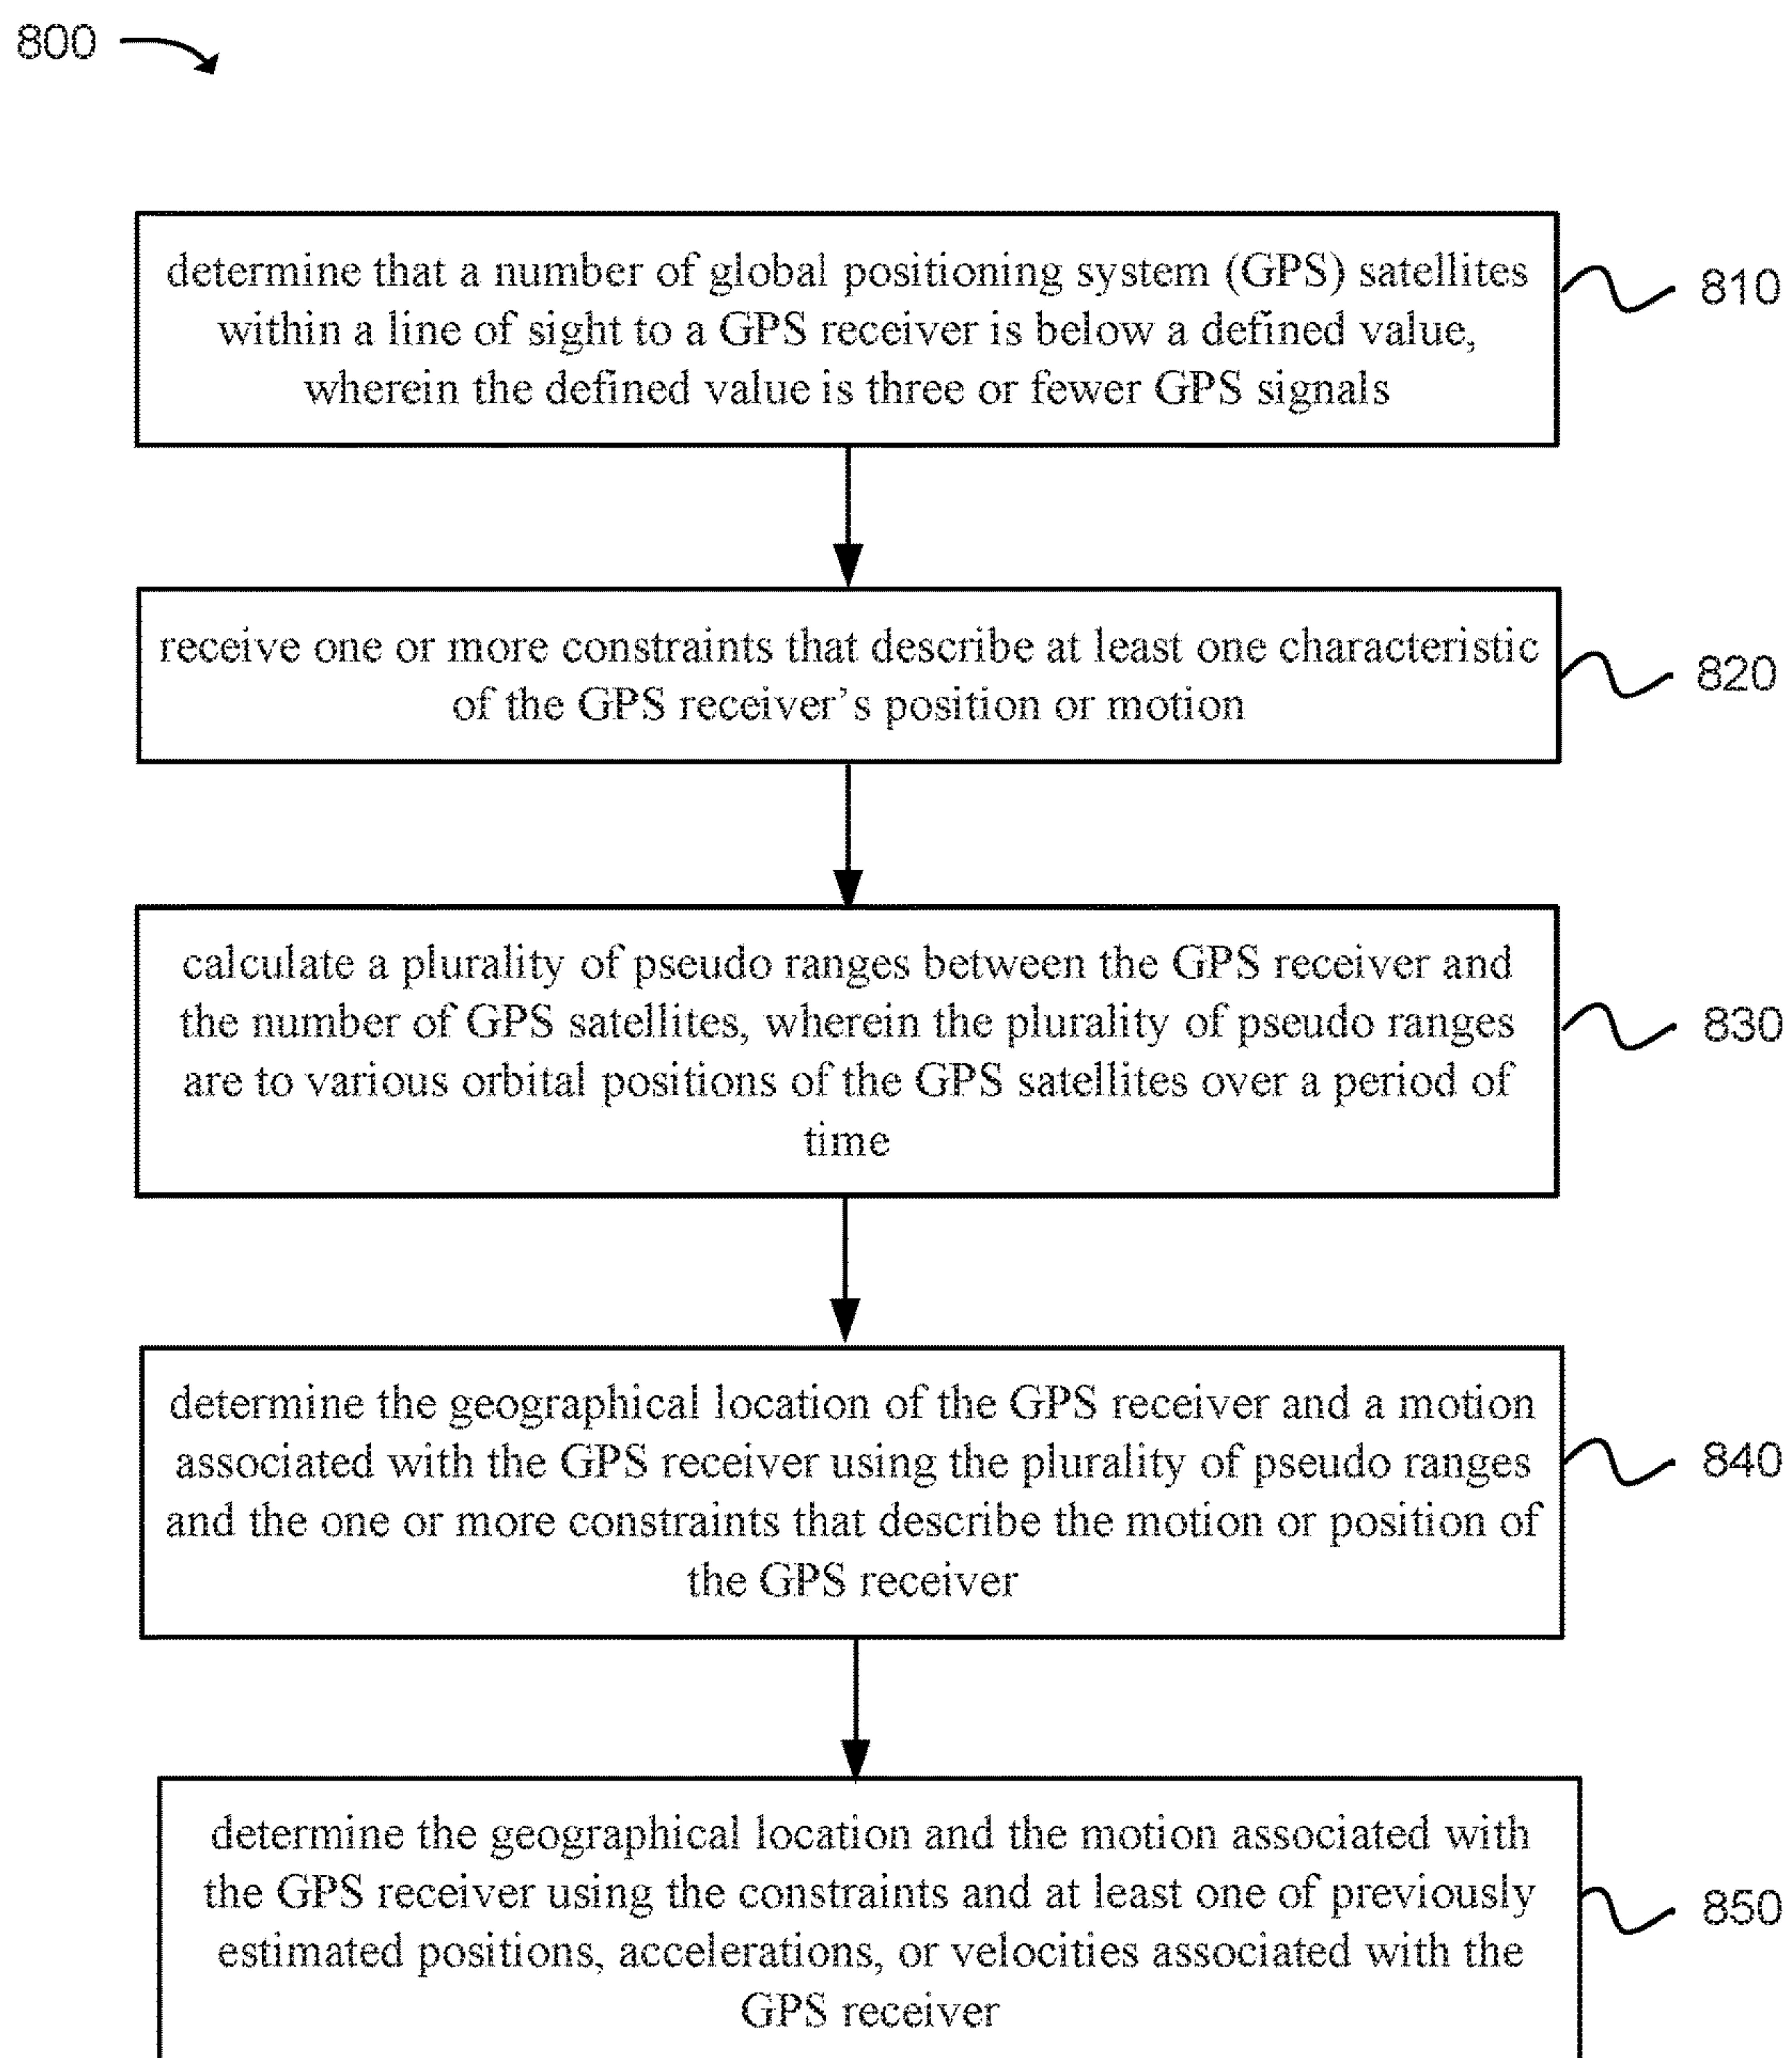 800
determine that a number of global positioning system (GPS) satellites
within a line of sight to a GPS receiver is below a defined value,
wherein the defined value is three or fewer GPS signals
810
receive one or more constraints that describe at least one characteristic
of the GPS receiver’s position or motion
820
calculate a plurality of pseudo ranges between the GPS receiver and
the number of GPS satellites, wherein the plurality of pseudo ranges
are to various orbital positions of the GPS satellites over a period of
time
830
determine the geographical location of the GPS receiver and a motion
associated with the GPS receiver using the plurality of pseudo ranges
and the one or more constraints that describe the motion or position of
the GPS receiver
840
determine the geographical location and the motion associated with
the GPS receiver using the constraints and at least one of previously
estimated positions, accelerations, or velocities associated with the
GPS receiver
850